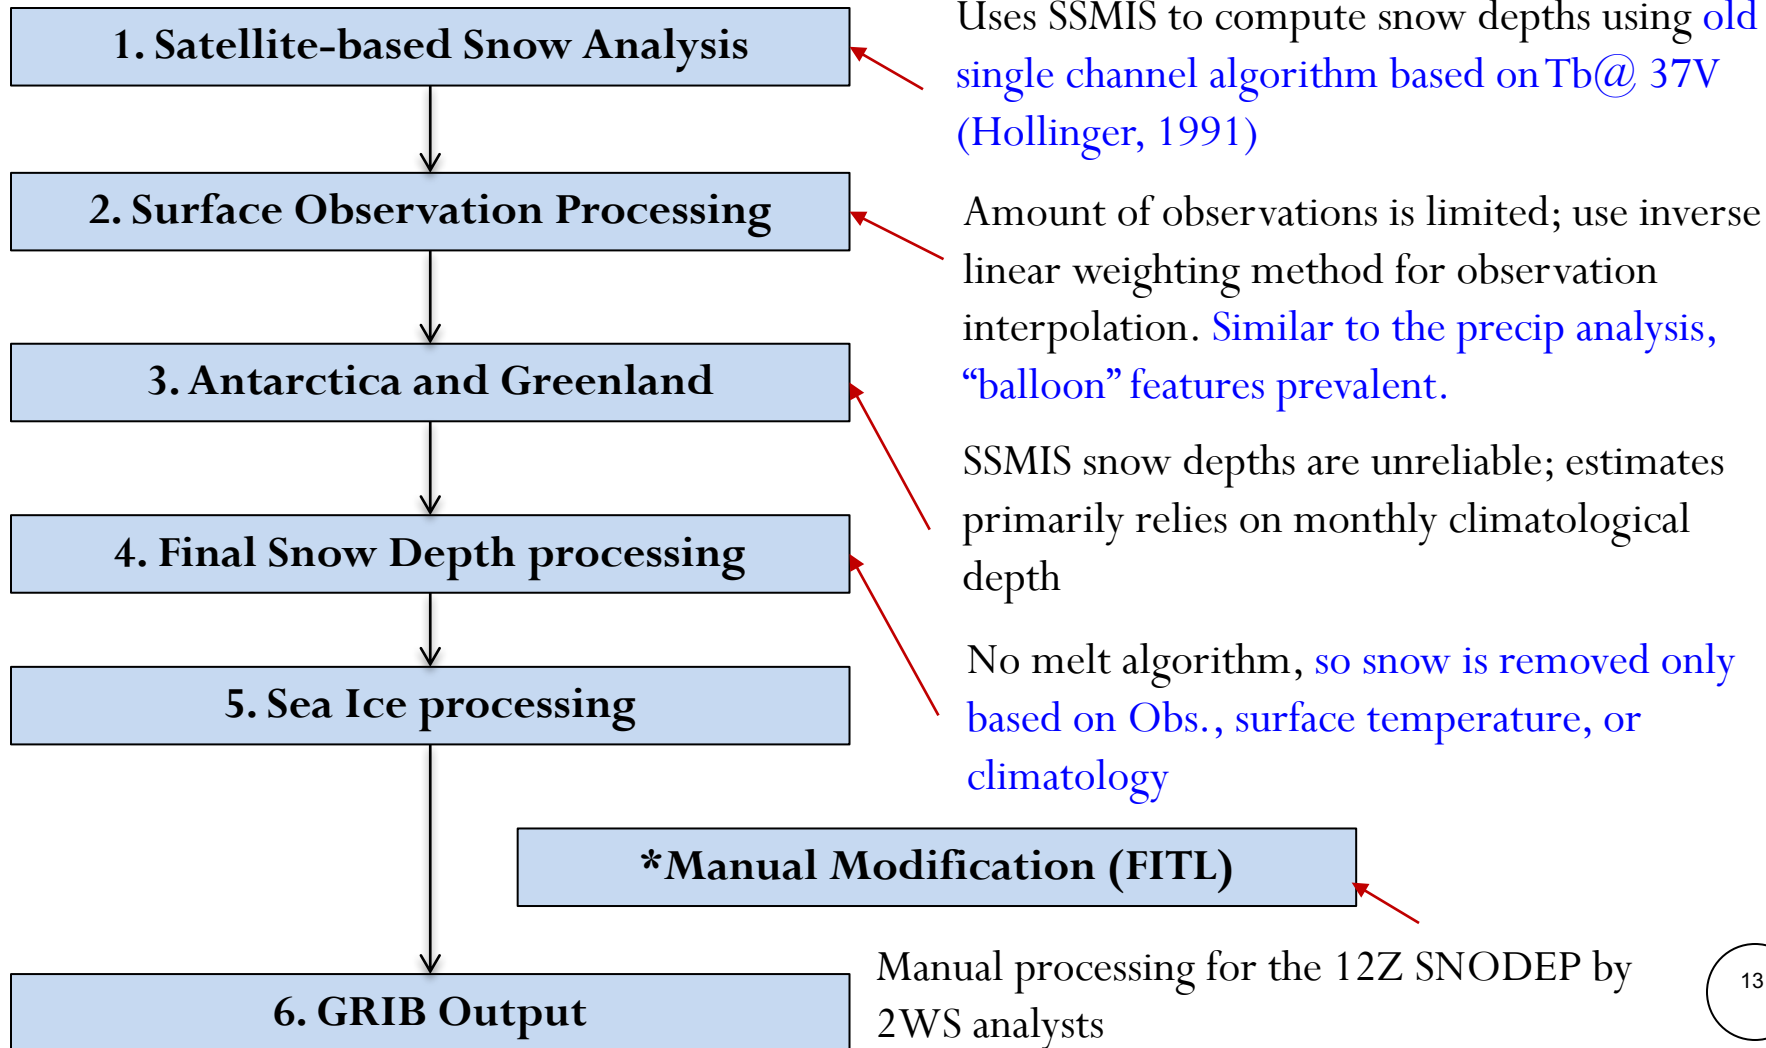 1. Satellite-based Snow Analysis
Uses SSMIS to compute snow depths using old
single channel algorithm based on Tb@ 37V
(Hollinger, 1991)
2. Surface Observation Processing
Amount of observations is limited; use inverse
linear weighting method for observation
interpolation. Similar to the precip analysis,
“balloon” features prevalent.
3. Antarctica and Greenland
SSMIS snow depths are unreliable; estimates
primarily relies on monthly climatological
depth
4. Final Snow Depth processing
No melt algorithm, so snow is removed only
based on Obs., surface temperature, or
climatology
5. Sea Ice processing
*Manual Modification (FITL)
Manual processing for the 12Z SNODEP by
2WS analysts
6. GRIB Output
13